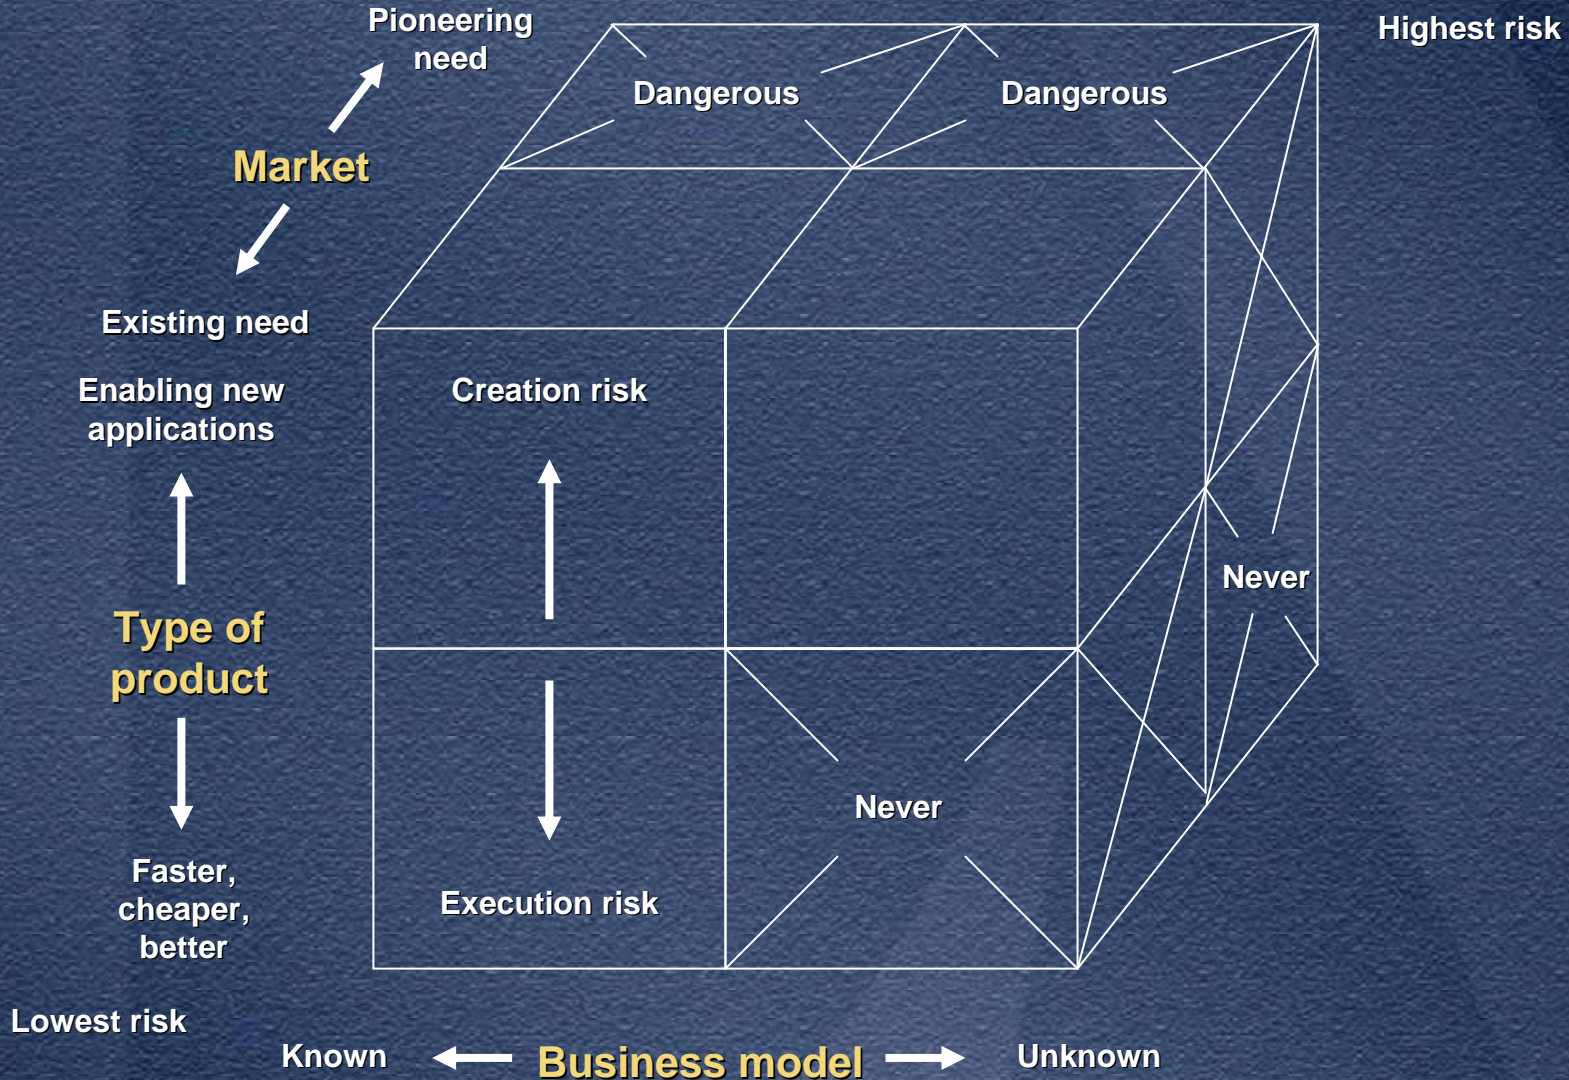 Pioneering
need
Highest risk
Dangerous
Dangerous
Market
Existing need
Enabling new
applications
Creation risk
Type of
product
Never
Never
Faster,
cheaper,
better
Execution risk
Lowest risk
Known
Business model
Unknown